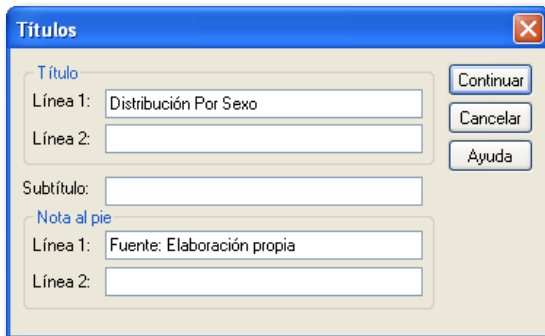 Títulos
Título
Línea 1: Distribución Por Sexo
Línea 2:
Subtítulo:
Nota al pie
Línea 1: Fuente: Elaboración propia
Línea 2:
Continuar
Cancelar
Ayuda